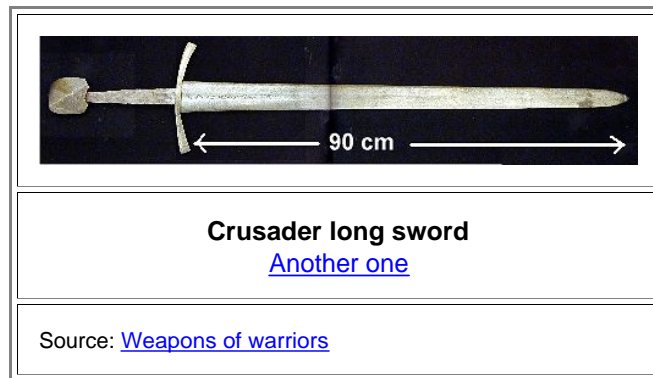 90 cm
Crusader long sword
Another one
Source: Weapons of warriors